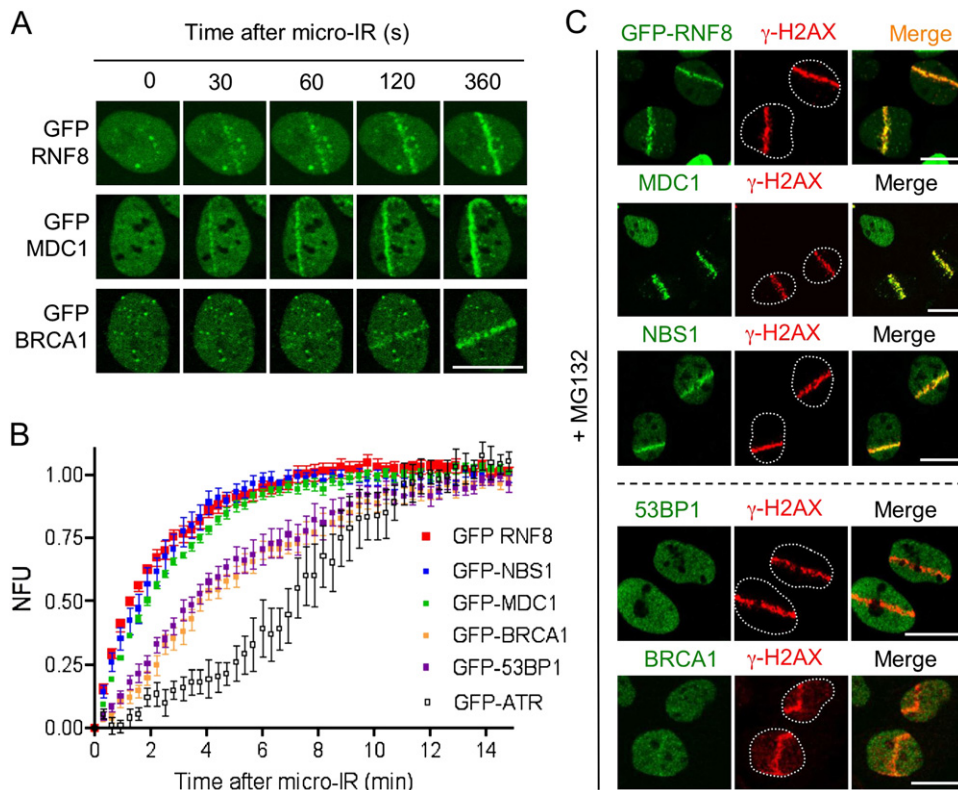 A
Time after micro-IR (s)
0 30 60 120 360
GFP
RNF8
GFP
MDC1
GFP
BRCA1
B
NFU
1.00
0.75
0.50
0.25
0.00
0 2 4 6 8 10 12 14
Time after micro-IR (min)
GFP RNF8
GFP-NBS1
GFP-MDC1
GFP-BRCA1
GFP-53BP1
GFP-ATR
C
+ MG132
GFP-RNF8 γ-H2AX Merge
MDC1 γ-H2AX Merge
NBS1 γ-H2AX Merge
53BP1 γ-H2AX Merge
BRCA1 γ-H2AX Merge